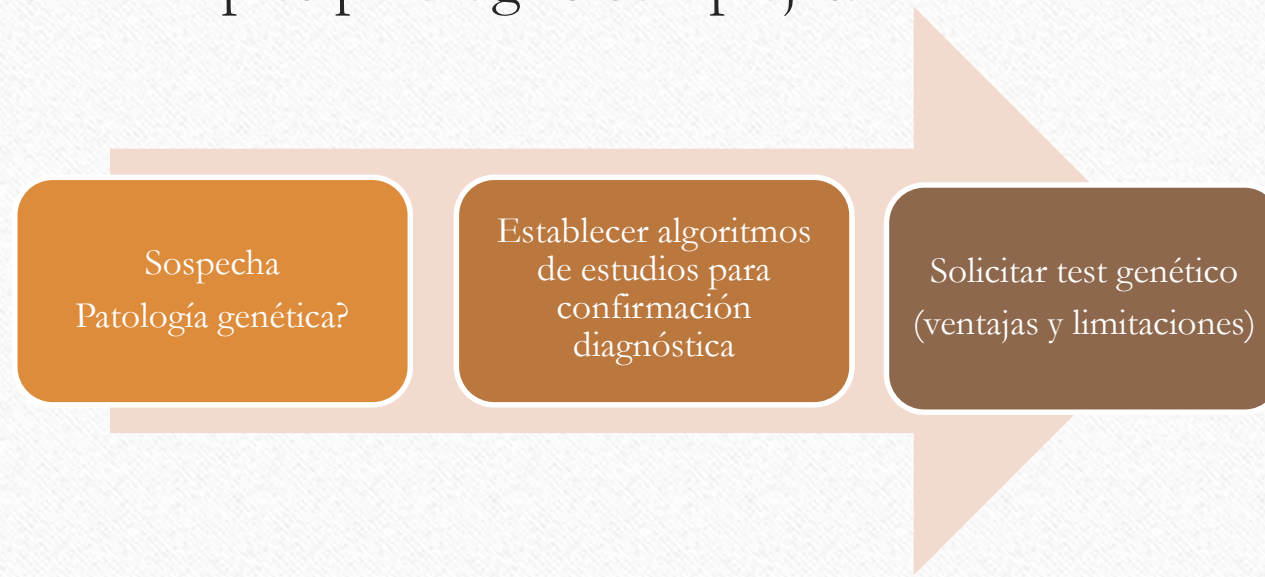 Sospecha
Patología genética?
Establecer algoritmos
de estudios para
confirmación
diagnóstica
Solicitar test genético
(ventajas y limitaciones)